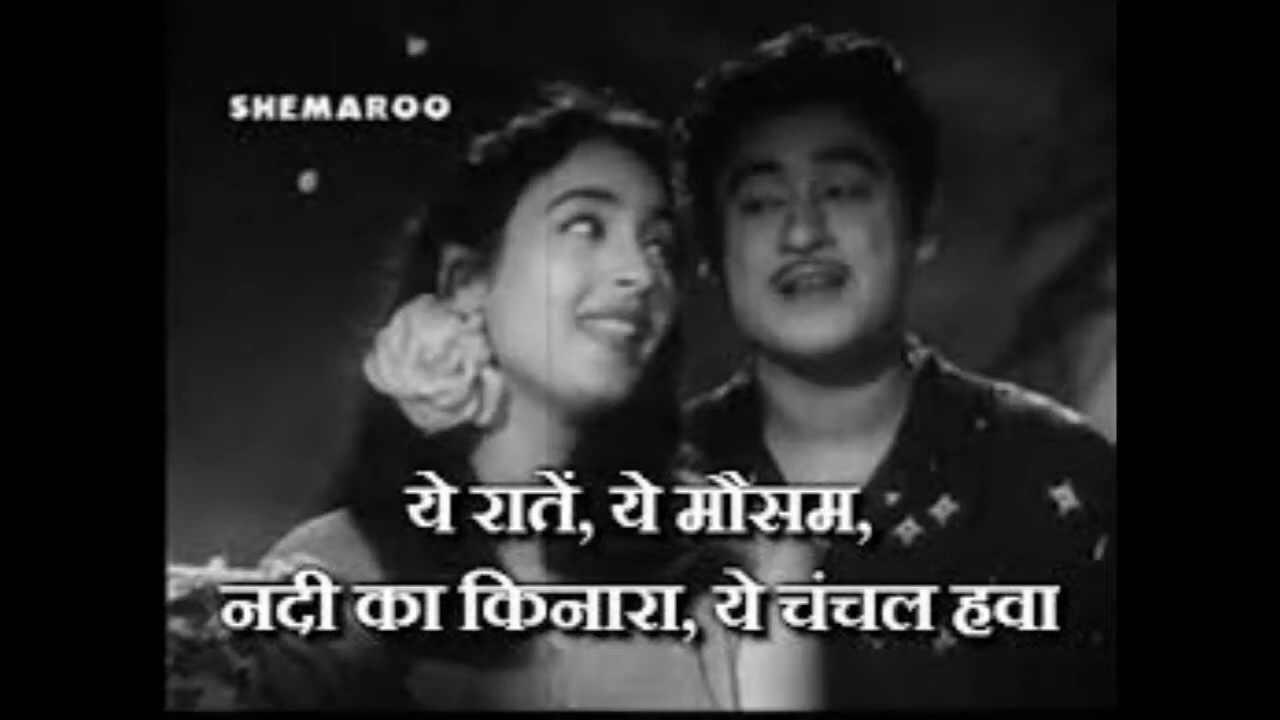 SHEMAROO
ये रातें, ये मौसम,
नदी का किनारा, ये चंचल हवा